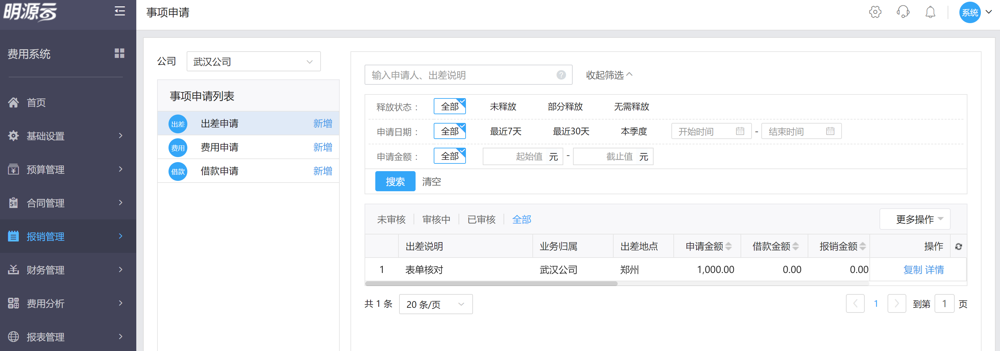 明源云
事项申请
系统
费用系统
首页
基础设置
预算管理
合同管理
报销管理
财务管理
费用分析
报表管理
公司 武汉公司
事项申请列表
出差 出差申请 新增
费用 费用申请 新增
借款 借款申请 新增
输入申请人、出差说明 ? 收起筛选
释放状态： 全部 未释放 部分释放 无需释放
申请日期： 全部 最近7天 最近30天 本季度 开始时间 - 结束时间
申请金额： 全部 起始值 元 - 截止值 元
搜索 清空
未审核 审核中 已审核 全部 更多操作
出差说明 业务归属 出差地点 申请金额 借款金额 报销金额 操作
1 表单核对 武汉公司 郑州 1,000.00 0.00 0.00 复制 详情
共 1 条 20 条/页 1 到第 1 页